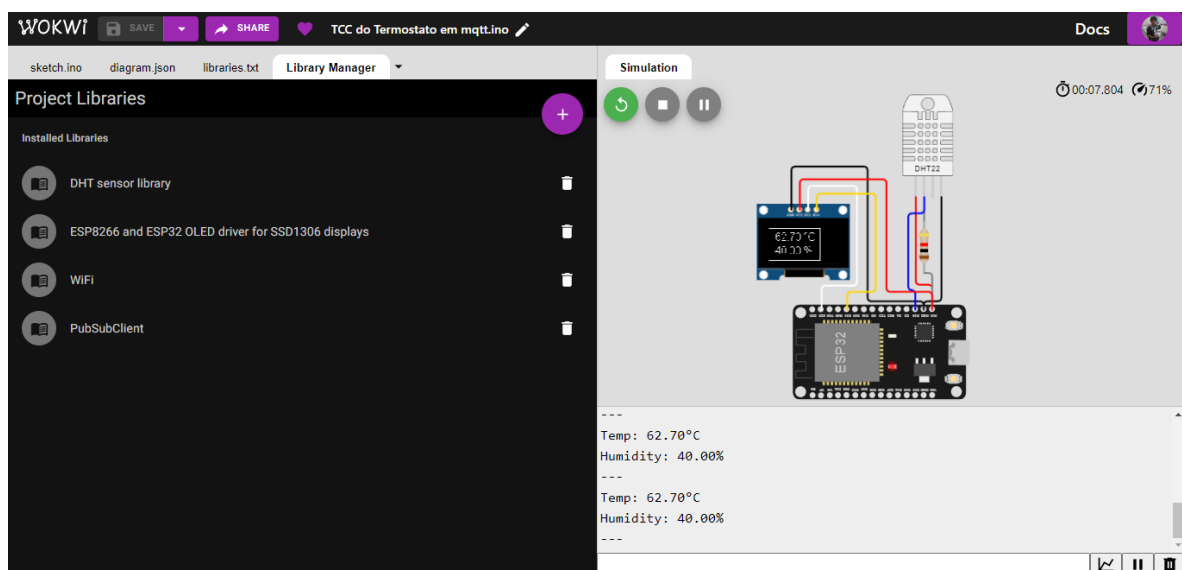 WOKWI SAVE SHARE TCC do Termostato em mqtt.ino Docs
sketch.ino diagram.json libraries.txt Library Manager
Project Libraries
Installed Libraries
DHT sensor library
ESP8266 and ESP32 OLED driver for SSD1306 displays
WiFi
PubSubClient
Simulation
00:07.804 71%
DHT22
62.70°C
40.00 %
ESP32
---
Temp: 62.70°C
Humidity: 40.00%
---
Temp: 62.70°C
Humidity: 40.00%
---